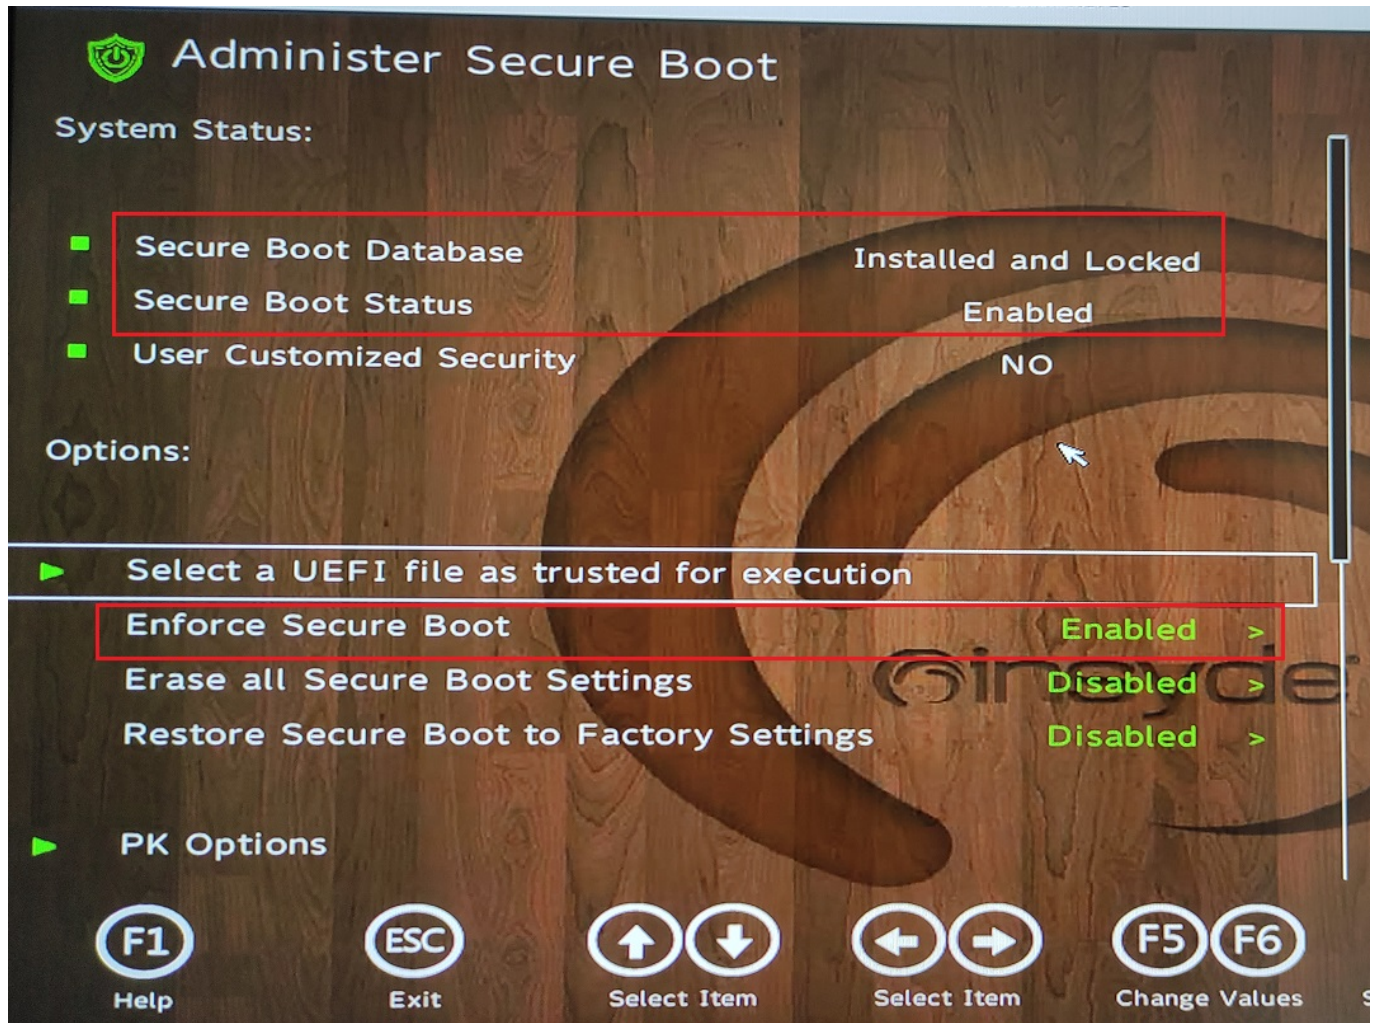 Administer Secure Boot
System Status:
Secure Boot Database Installed and Locked
Secure Boot Status Enabled
User Customized Security NO
Options:
Select a UEFI file as trusted for execution
Enforce Secure Boot Enabled >
Erase all Secure Boot Settings Disabled >
Restore Secure Boot to Factory Settings Disabled >
insyde
PK Options
F1 ESC F5 F6
Help Exit Select Item Select Item Change Values